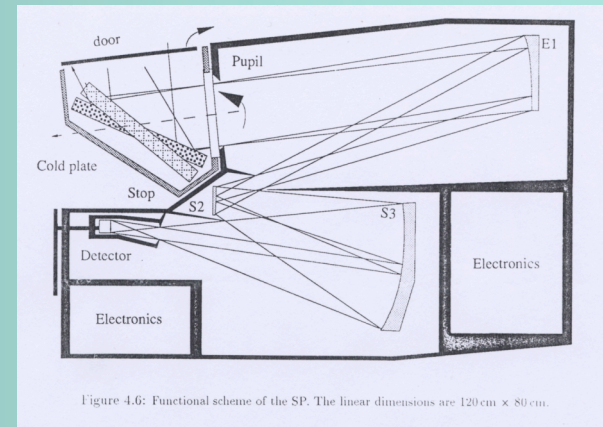 door
Pupil
E1
Cold plate
Stop
S2
S3
Detector
Electronics
Electronics
Figure 4.6: Functional scheme of the SP. The linear dimensions are 120 cm × 80 cm.